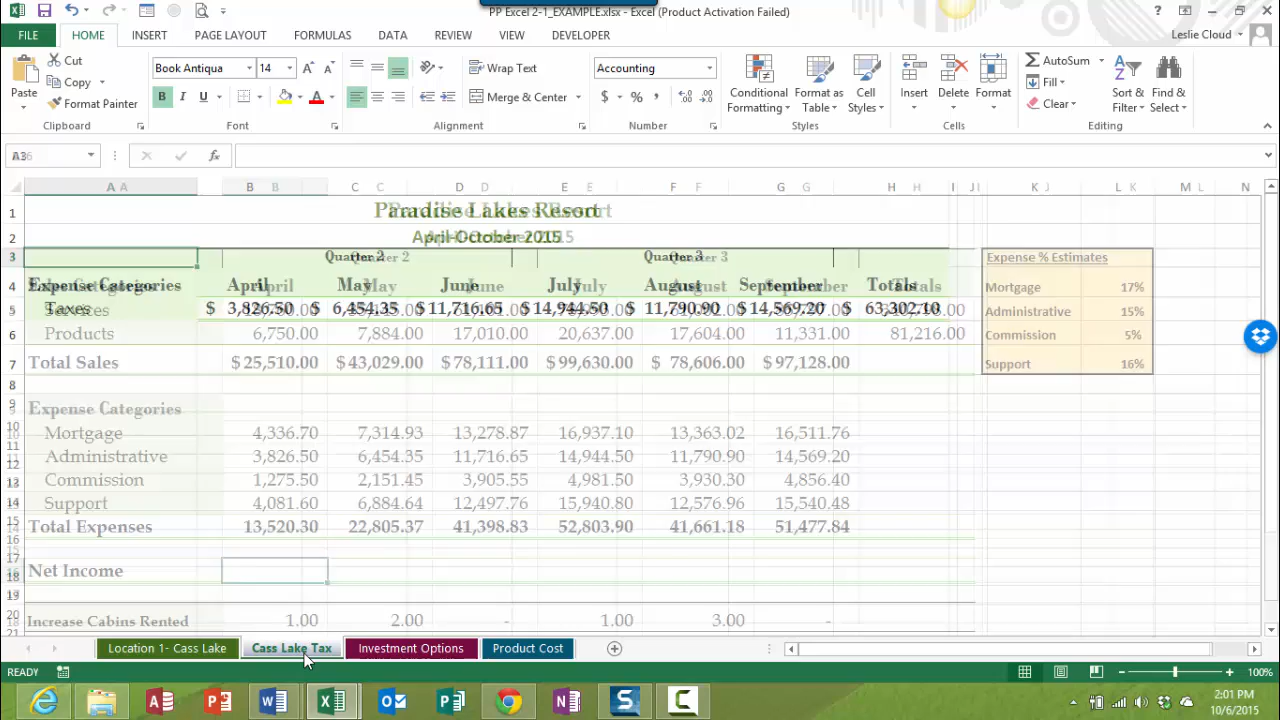 PP Excel 2-1_EXAMPLE.xlsx - Excel (Product Activation Failed)
FILE HOME INSERT PAGE LAYOUT FORMULAS DATA REVIEW VIEW DEVELOPER Leslie Cloud
Paste Cut Copy Format Painter
Book Antiqua 14
B I U
Wrap Text
Merge & Center
Accounting
$ % ,
Conditional Formatting
Format as Table
Cell Styles
Insert Delete Format
AutoSum
Fill
Clear
Sort & Filter
Find & Select
Clipboard Font Alignment Number Styles Cells Editing
Paradise Lakes Resort
April-October 2015
Quarter 2 Quarter 3 Expense % Estimates
Expense Categories April May June July August September Totals Mortgage 17%
Taxes $ 3,826.50 $ 6,454.35 $ 11,716.65 $ 14,944.50 $ 11,790.90 $ 14,569.20 $ 63,302.10 Administrative 15%
Products 6,750.00 7,884.00 17,010.00 20,637.00 17,604.00 11,331.00 81,216.00 Commission 5%
Total Sales $ 25,510.00 $ 43,029.00 $ 78,111.00 $ 99,630.00 $ 78,606.00 $ 97,128.00 Support 16%
Expense Categories
Mortgage 4,336.70 7,314.93 13,278.87 16,937.10 13,363.02 16,511.76
Administrative 3,826.50 6,454.35 11,716.65 14,944.50 11,790.90 14,569.20
Commission 1,275.50 2,151.45 3,905.55 4,981.50 3,930.30 4,856.40
Support 4,081.60 6,884.64 12,497.76 15,940.80 12,576.96 15,540.48
Total Expenses 13,520.30 22,805.37 41,398.83 52,803.90 41,661.18 51,477.84
Net Income
Increase Cabins Rented 1.00 2.00 - 1.00 3.00 -
Location 1- Cass Lake Cass Lake Tax Investment Options Product Cost
READY 100%
2:01 PM
10/6/2015